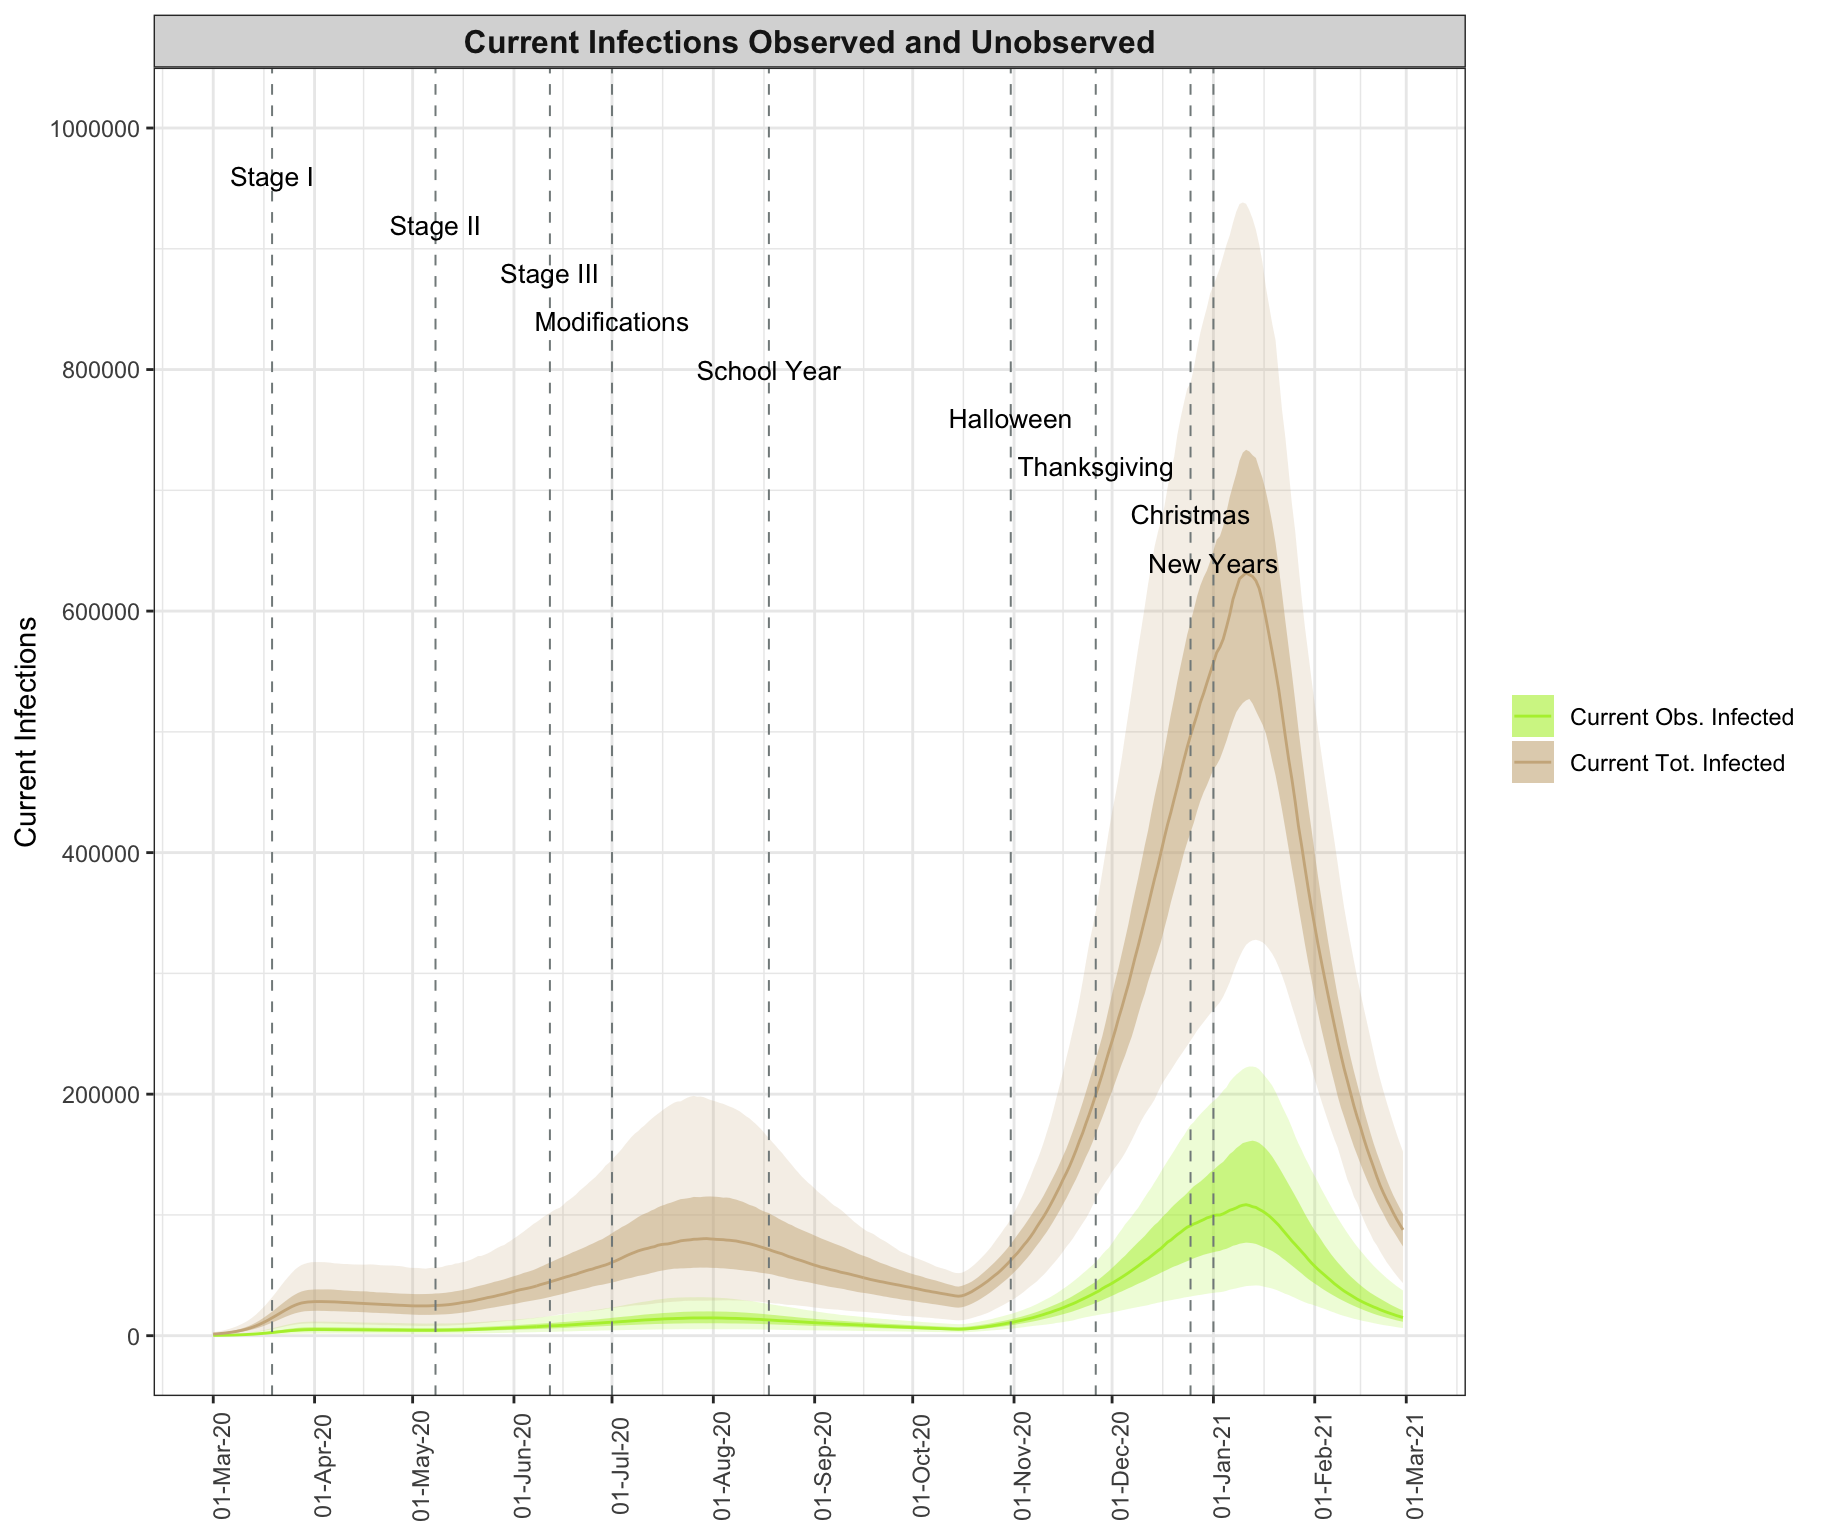 Current Infections Observed and Unobserved
Current Infections
1000000
800000
600000
400000
200000
0
Stage I
Stage II
Stage III
Modifications
School Year
Halloween
Thanksgiving
Christmas
New Years
01-Mar-20
01-Apr-20
01-May-20
01-Jun-20
01-Jul-20
01-Aug-20
01-Sep-20
01-Oct-20
01-Nov-20
01-Dec-20
01-Jan-21
01-Feb-21
01-Mar-21
Current Obs. Infected
Current Tot. Infected